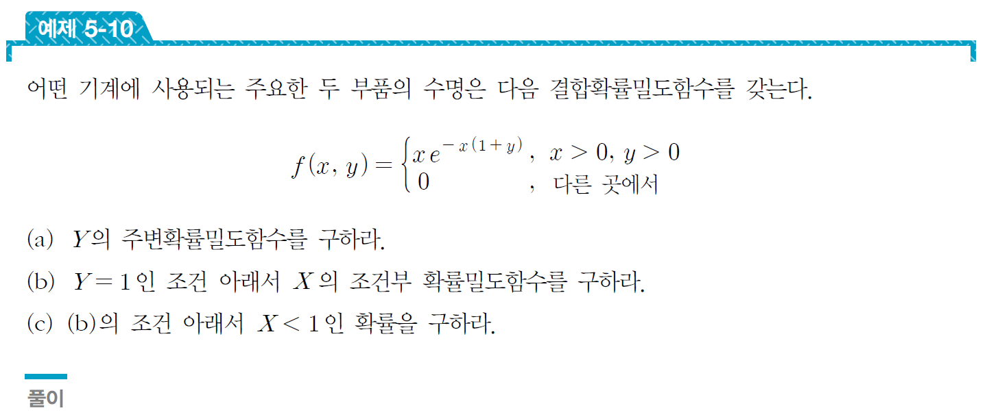 예제 5-10
어떤 기계에 사용되는 주요한 두 부품의 수명은 다음 결합확률밀도함수를 갖는다.
f(x, y) = { x e^{-x(1+y)}, x > 0, y > 0
0 , 다른 곳에서
(a) Y의 주변확률밀도함수를 구하라.
(b) Y = 1인 조건 아래서 X의 조건부 확률밀도함수를 구하라.
(c) (b)의 조건 아래서 X < 1인 확률을 구하라.
풀이